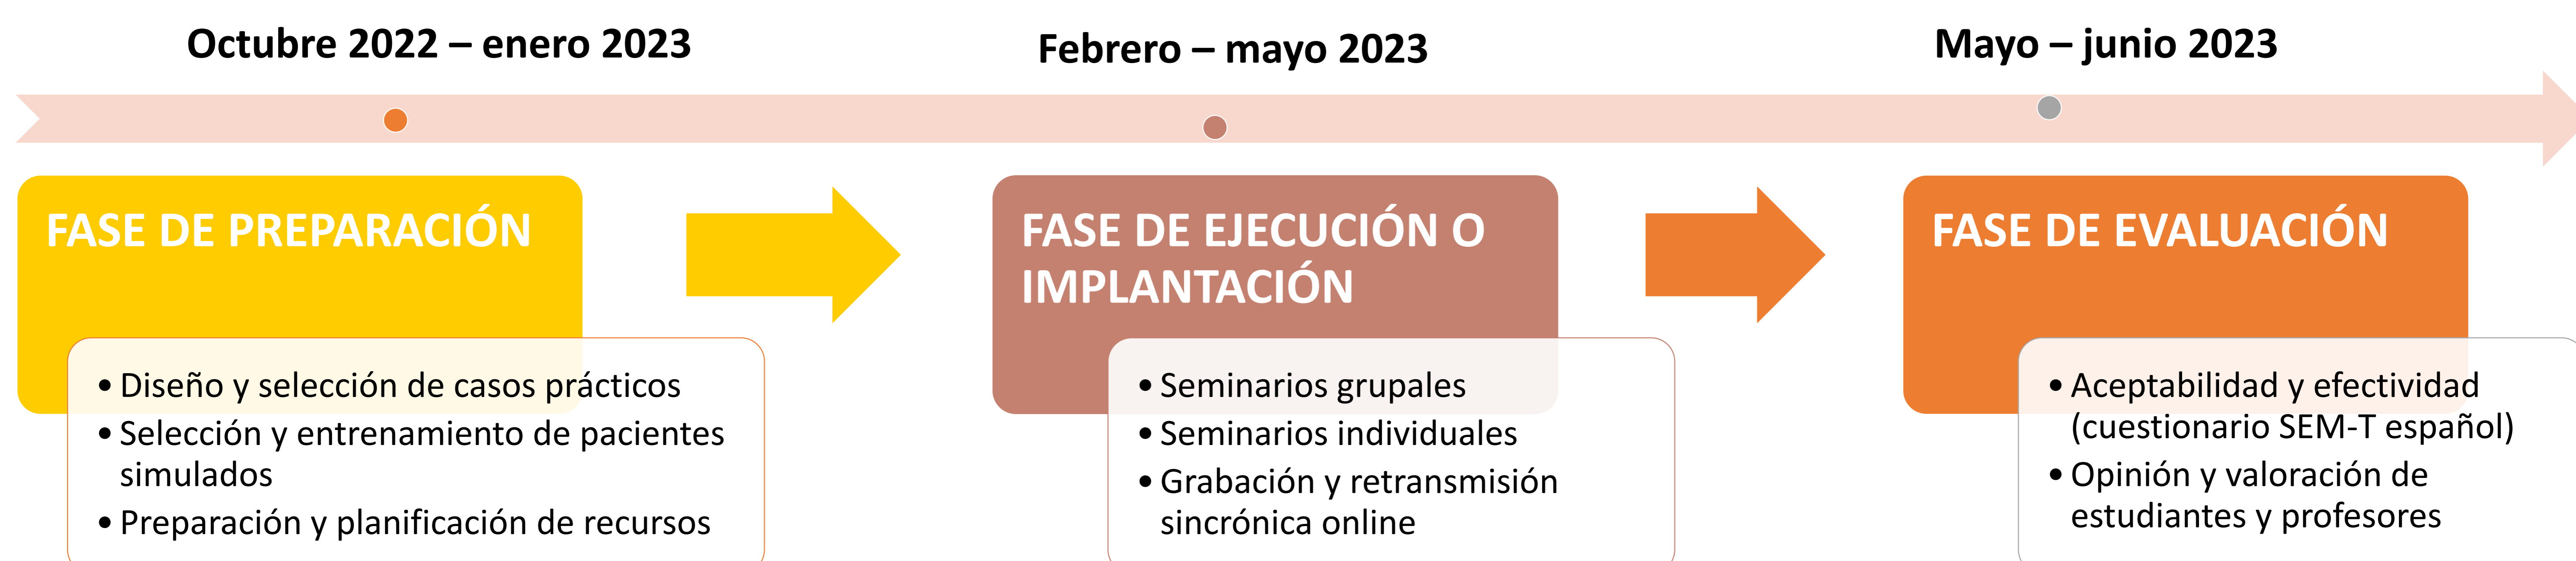 Octubre 2022 – enero 2023
Febrero – mayo 2023
Mayo – junio 2023
FASE DE PREPARACIÓN
• Diseño y selección de casos prácticos
• Selección y entrenamiento de pacientes
simulados
• Preparación y planificación de recursos
FASE DE EJECUCIÓN O
IMPLANTACIÓN
• Seminarios grupales
• Seminarios individuales
• Grabación y retransmisión
sincrónica online
FASE DE EVALUACIÓN
• Aceptabilidad y efectividad
(cuestionario SEM-T español)
• Opinión y valoración de
estudiantes y profesores